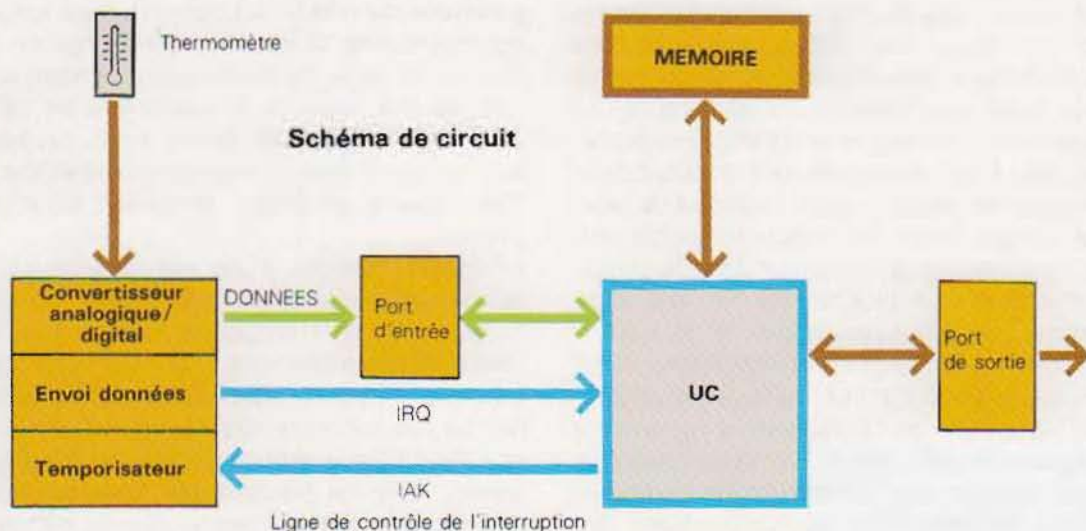 Thermomètre
MEMOIRE
Schéma de circuit
Convertisseur
analogique/
digital
DONNEES
Port
d'entrée
Envoi données
IRQ
UC
Port
de sortie
Temporisateur
IAK
Ligne de contrôle de l'interruption